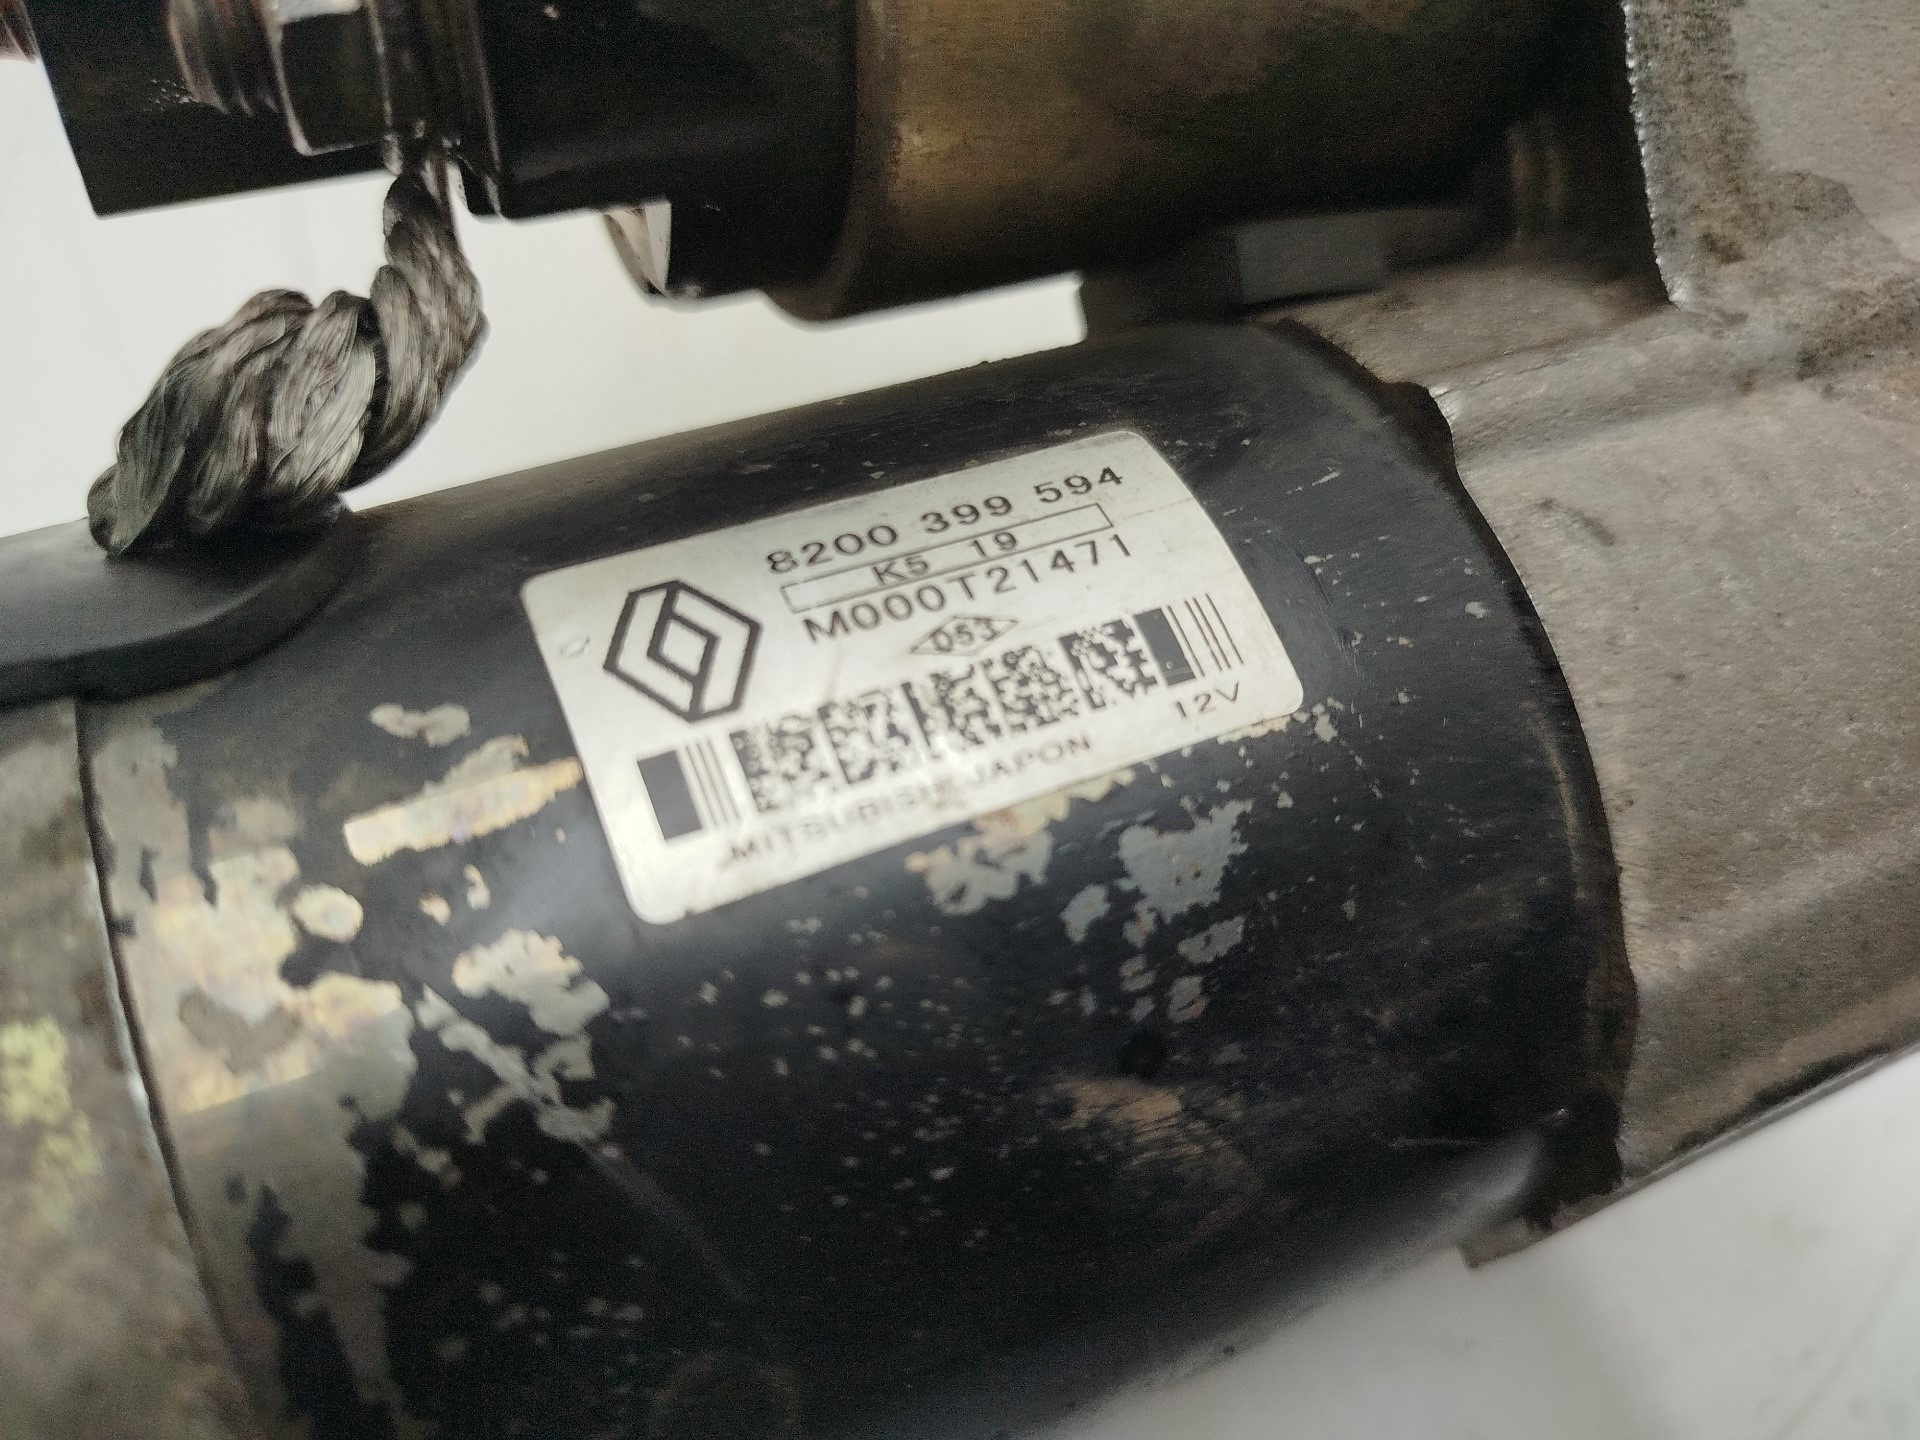 8200 399 594
K5 19
M000T21471
053
12V
MITSUBISHI JAPON